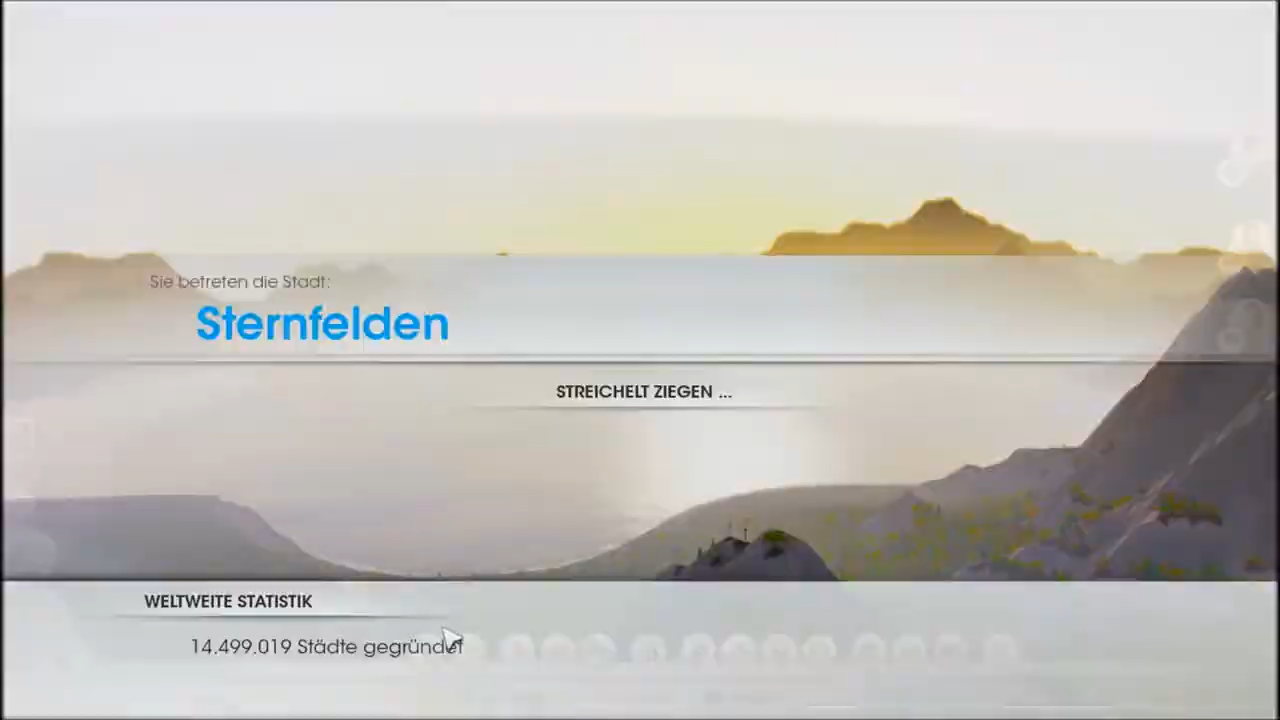 Sie betreten die Stadt:
Sternfelden
STREICHELT ZIEGEN ...
WELTWEITE STATISTIK
14.499.019 Städte gegründet